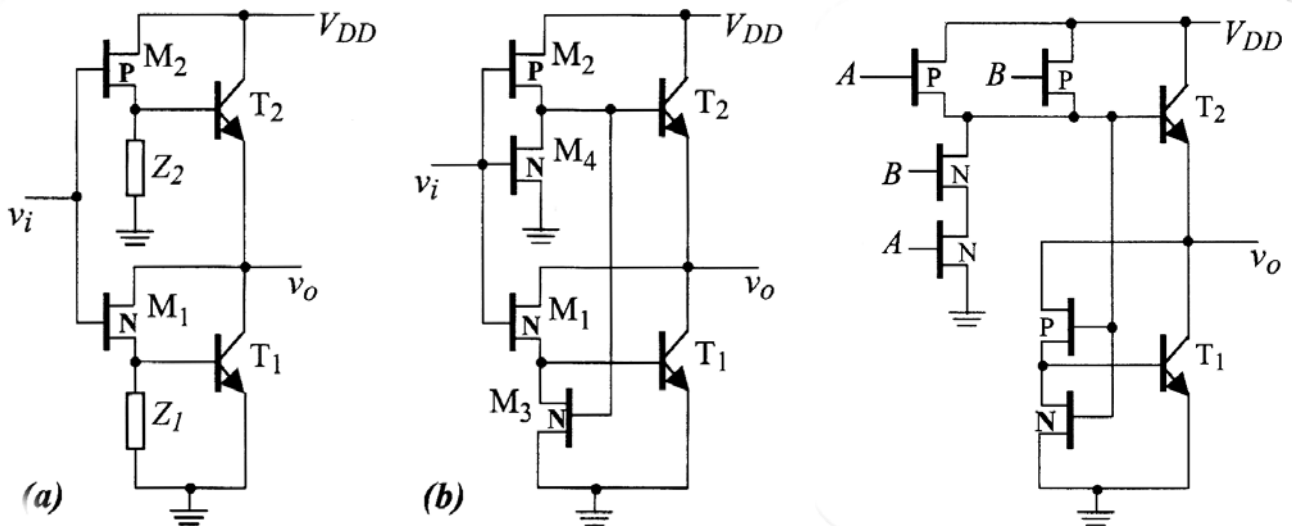 V_DD
M_2
P
T_2
Z_2
v_i
v_o
M_1
N
T_1
Z_1
(a)
V_DD
M_2
P
T_2
M_4
N
v_i
v_o
M_1
N
T_1
M_3
N
(b)
V_DD
A
P
B
P
T_2
B
N
A
N
v_o
P
T_1
N